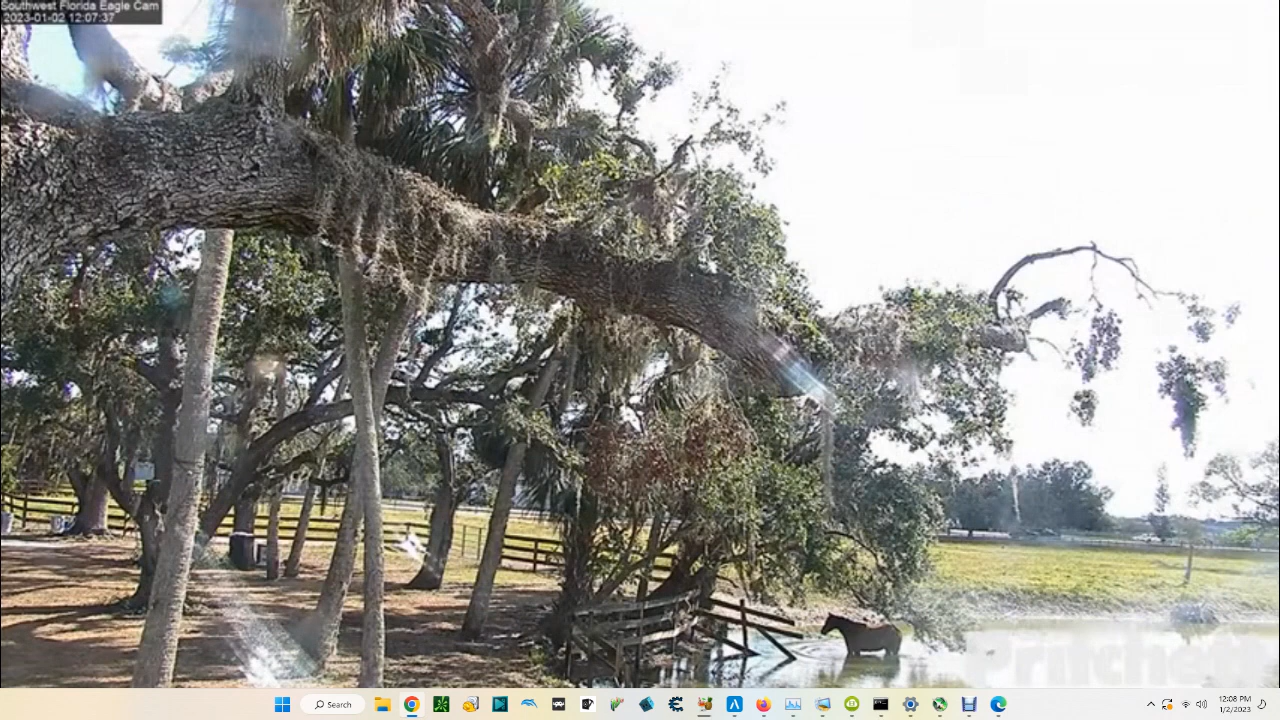 Southwest Florida Eagle Cam
2023-01-02 12:07:37
Pritchett
Search
12:08 PM
1/2/2023